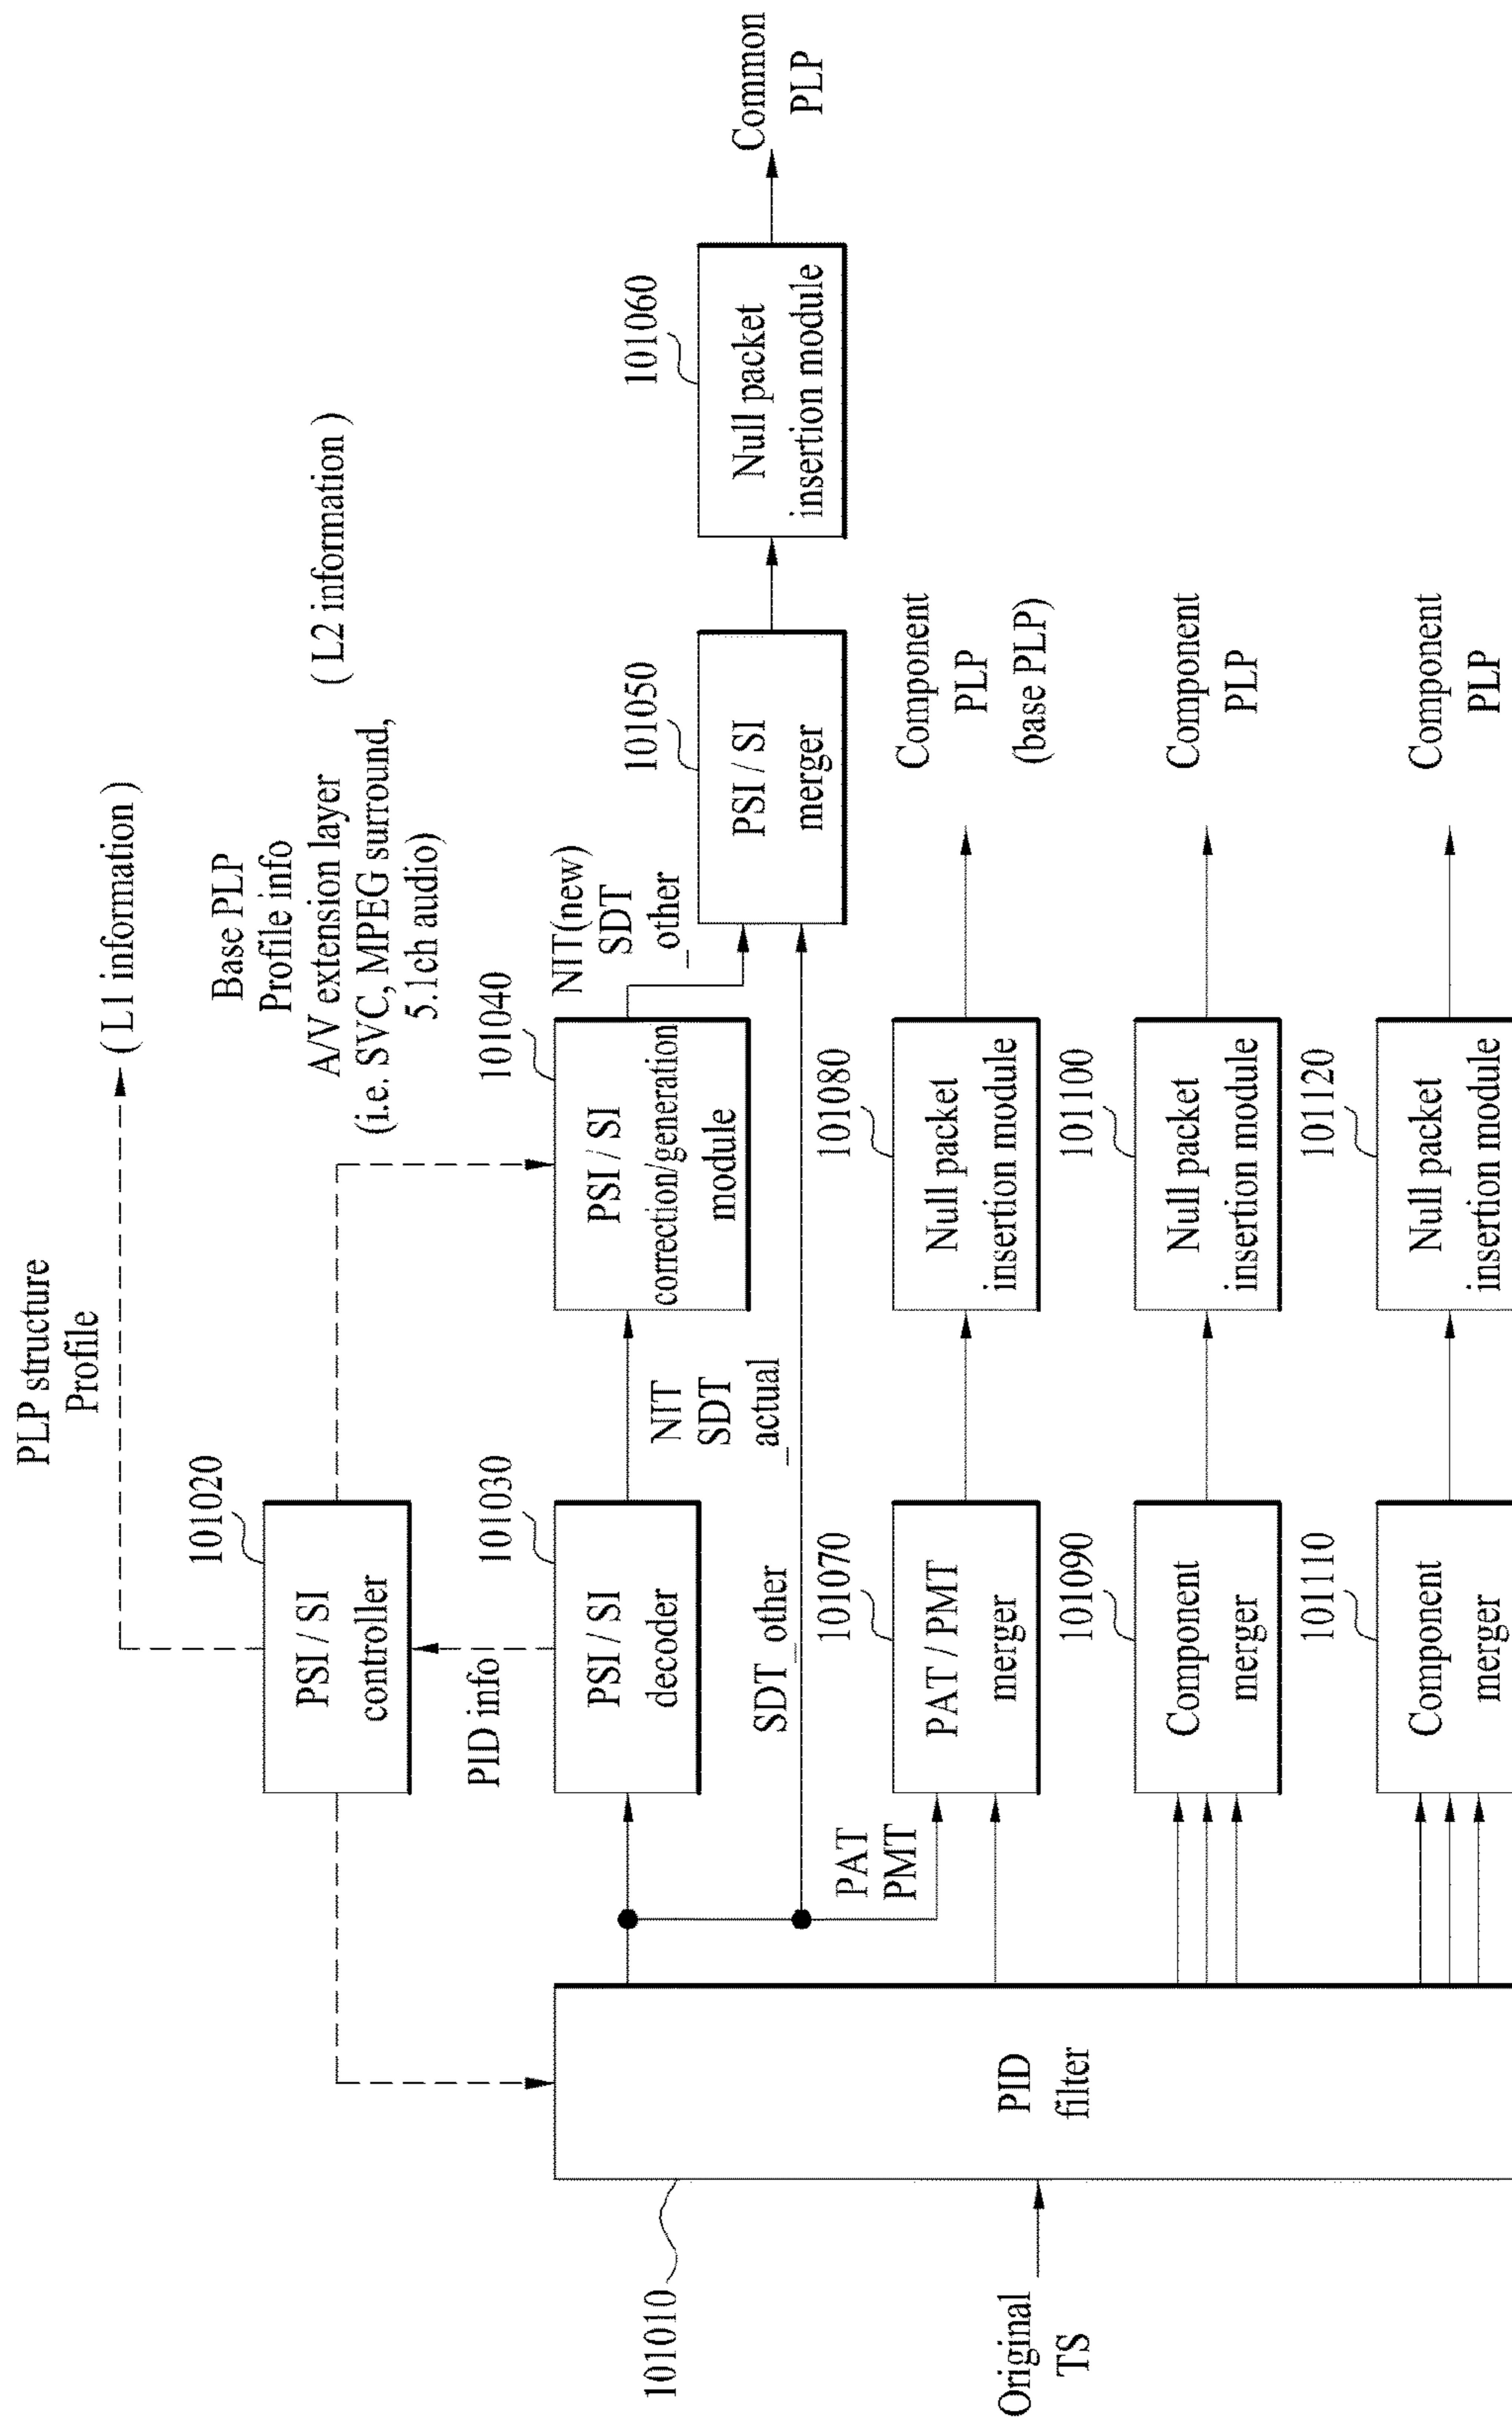 PLP structure
Profile
( L1 information )
Base PLP
Profile info
A/V extension layer
(i.e. SVC, MPEG surround,
5.1ch audio)
( L2 information )
101020
PSI / SI
controller
PID info
101030
PSI / SI
decoder
NIT
SDT
_actual
101040
PSI / SI
correction/generation
module
NIT(new)
SDT
_other
101050
PSI / SI
merger
101060
Null packet
insertion module
Common
PLP
SDT_other
PAT
PMT
101070
PAT / PMT
merger
101080
Null packet
insertion module
Component
PLP
(base PLP)
101090
Component
merger
101100
Null packet
insertion module
Component
PLP
101110
Component
merger
101120
Null packet
insertion module
Component
PLP
101010
PID
filter
Original
TS